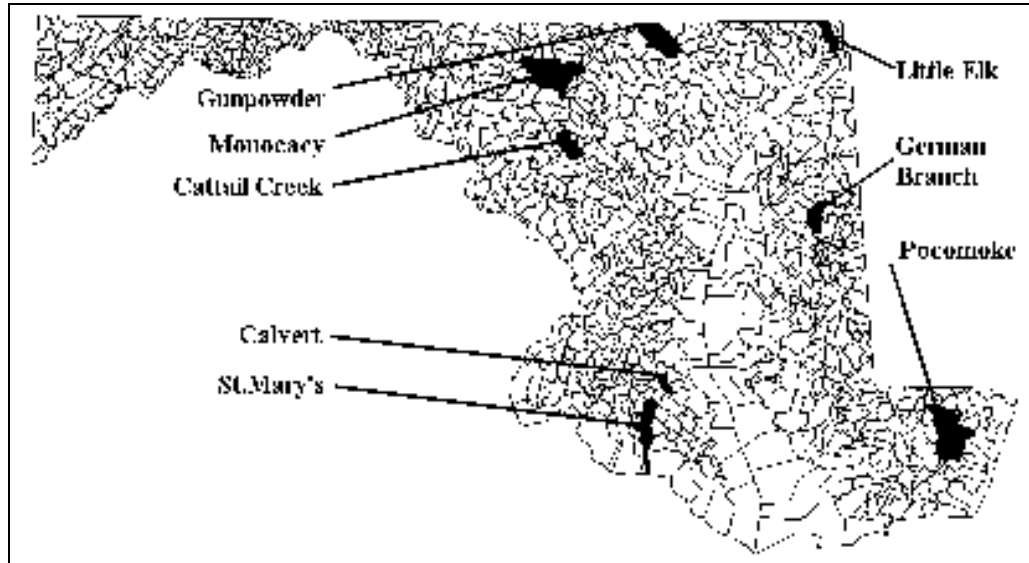 Little Elk
Gunpowder
Monocacy
German
Branch
Cattail Creek
Pocomoke
Calvert
St.Mary's